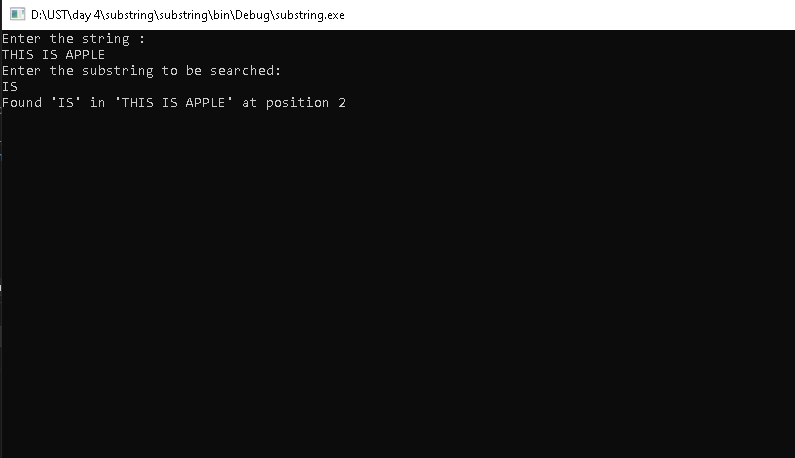 D:\UST\day 4\substring\substring\bin\Debug\substring.exe
Enter the string :
THIS IS APPLE
Enter the substring to be searched:
IS
Found 'IS' in 'THIS IS APPLE' at position 2